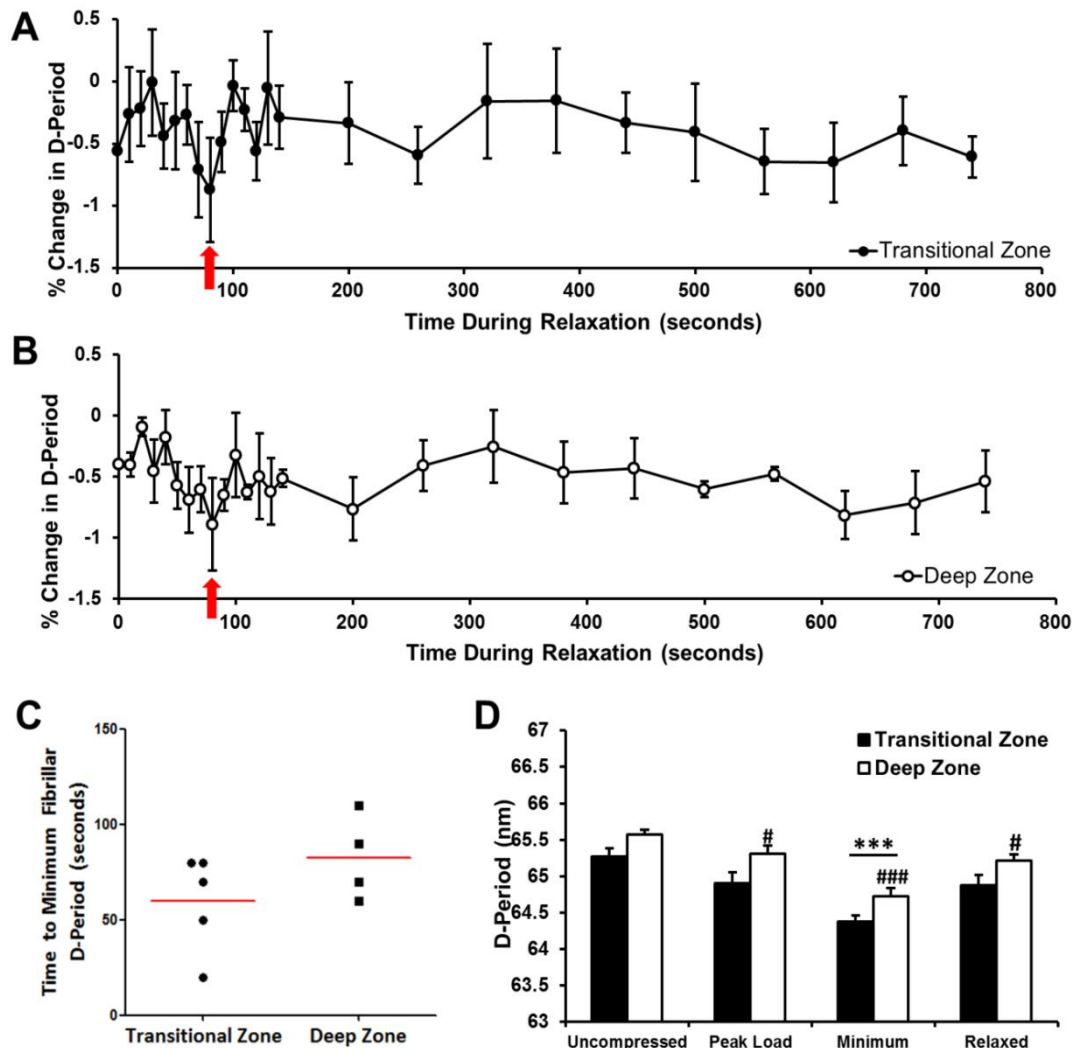 A
% Change in D-Period
0.5
0
-0.5
-1
-1.5
Transitional Zone
0 100 200 300 400 500 600 700 800
Time During Relaxation (seconds)
B
% Change in D-Period
0.5
0
-0.5
-1
-1.5
Deep Zone
0 100 200 300 400 500 600 700 800
Time During Relaxation (seconds)
C
Time to Minimum Fibrillar
D-Period (seconds)
150
100
50
0
Transitional Zone Deep Zone
D
D-Period (nm)
67
66.5
66
65.5
65
64.5
64
63.5
63
Transitional Zone
Deep Zone
#
***
###
#
Uncompressed Peak Load Minimum Relaxed